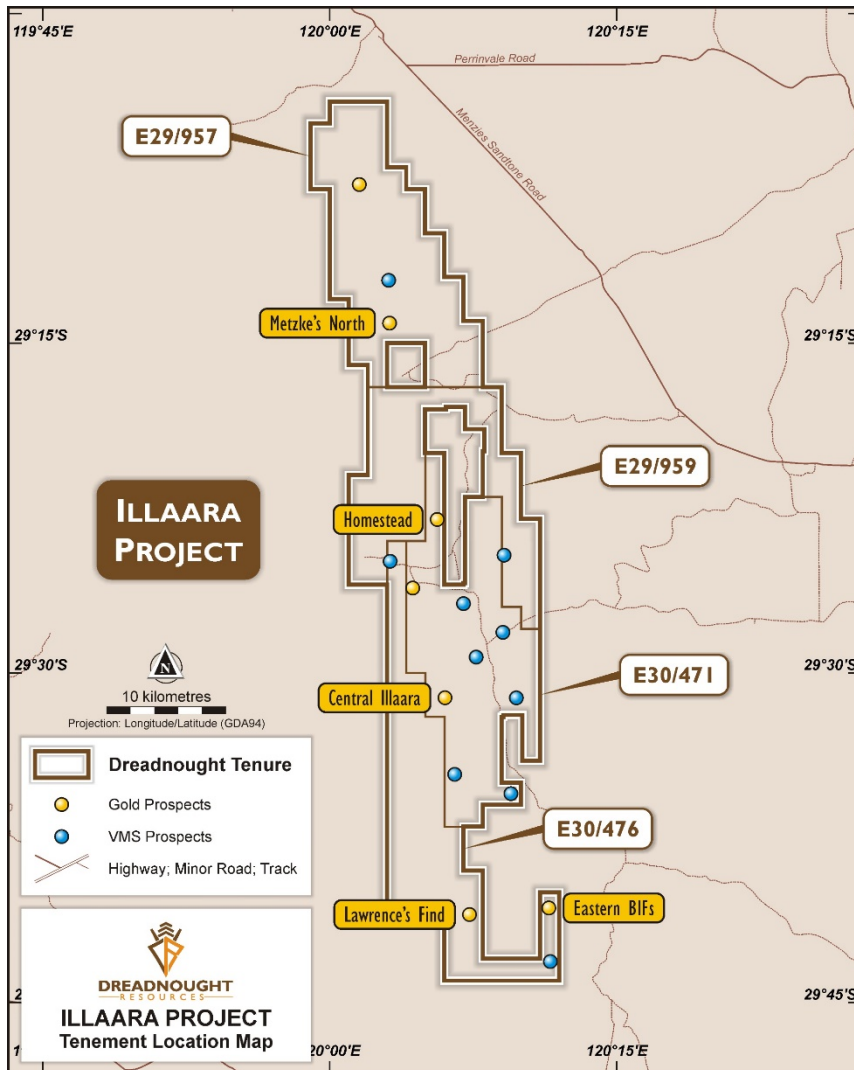 119°45'E
120°00'E
120°15'E
Perrinvale Road
Menzies Sandtone Road
E29/957
Metzke's North
29°15'S
29°15'S
E29/959
ILLAARA
PROJECT
Homestead
N
10 kilometres
Projection: Longitude/Latitude (GDA94)
29°30'S
29°30'S
E30/471
Central Illaara
Dreadnought Tenure
Gold Prospects
VMS Prospects
Highway; Minor Road; Track
E30/476
Lawrence's Find
Eastern BIFs
DREADNOUGHT
RESOURCES
ILLAARA PROJECT
Tenement Location Map
29°45'S
120°00'E
120°15'E